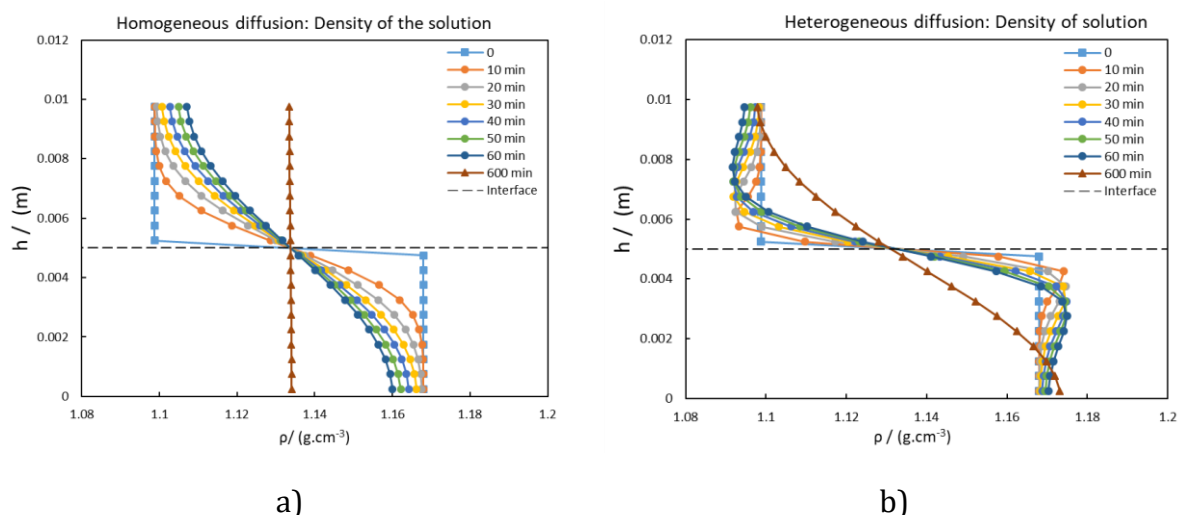 Homogeneous diffusion: Density of the solution
0.012
0.01
0.008
0.006
0.004
0.002
0
h / (m)
1.08
1.1
1.12
1.14
1.16
1.18
1.2
ρ/ (g.cm⁻³)
0
10 min
20 min
30 min
40 min
50 min
60 min
600 min
Interface
a)
Heterogeneous diffusion: Density of solution
0.012
0.01
0.008
0.006
0.004
0.002
0
h / (m)
1.08
1.1
1.12
1.14
1.16
1.18
1.2
ρ/ (g.cm⁻³)
0
10 min
20 min
30 min
40 min
50 min
60 min
600 min
Interface
b)